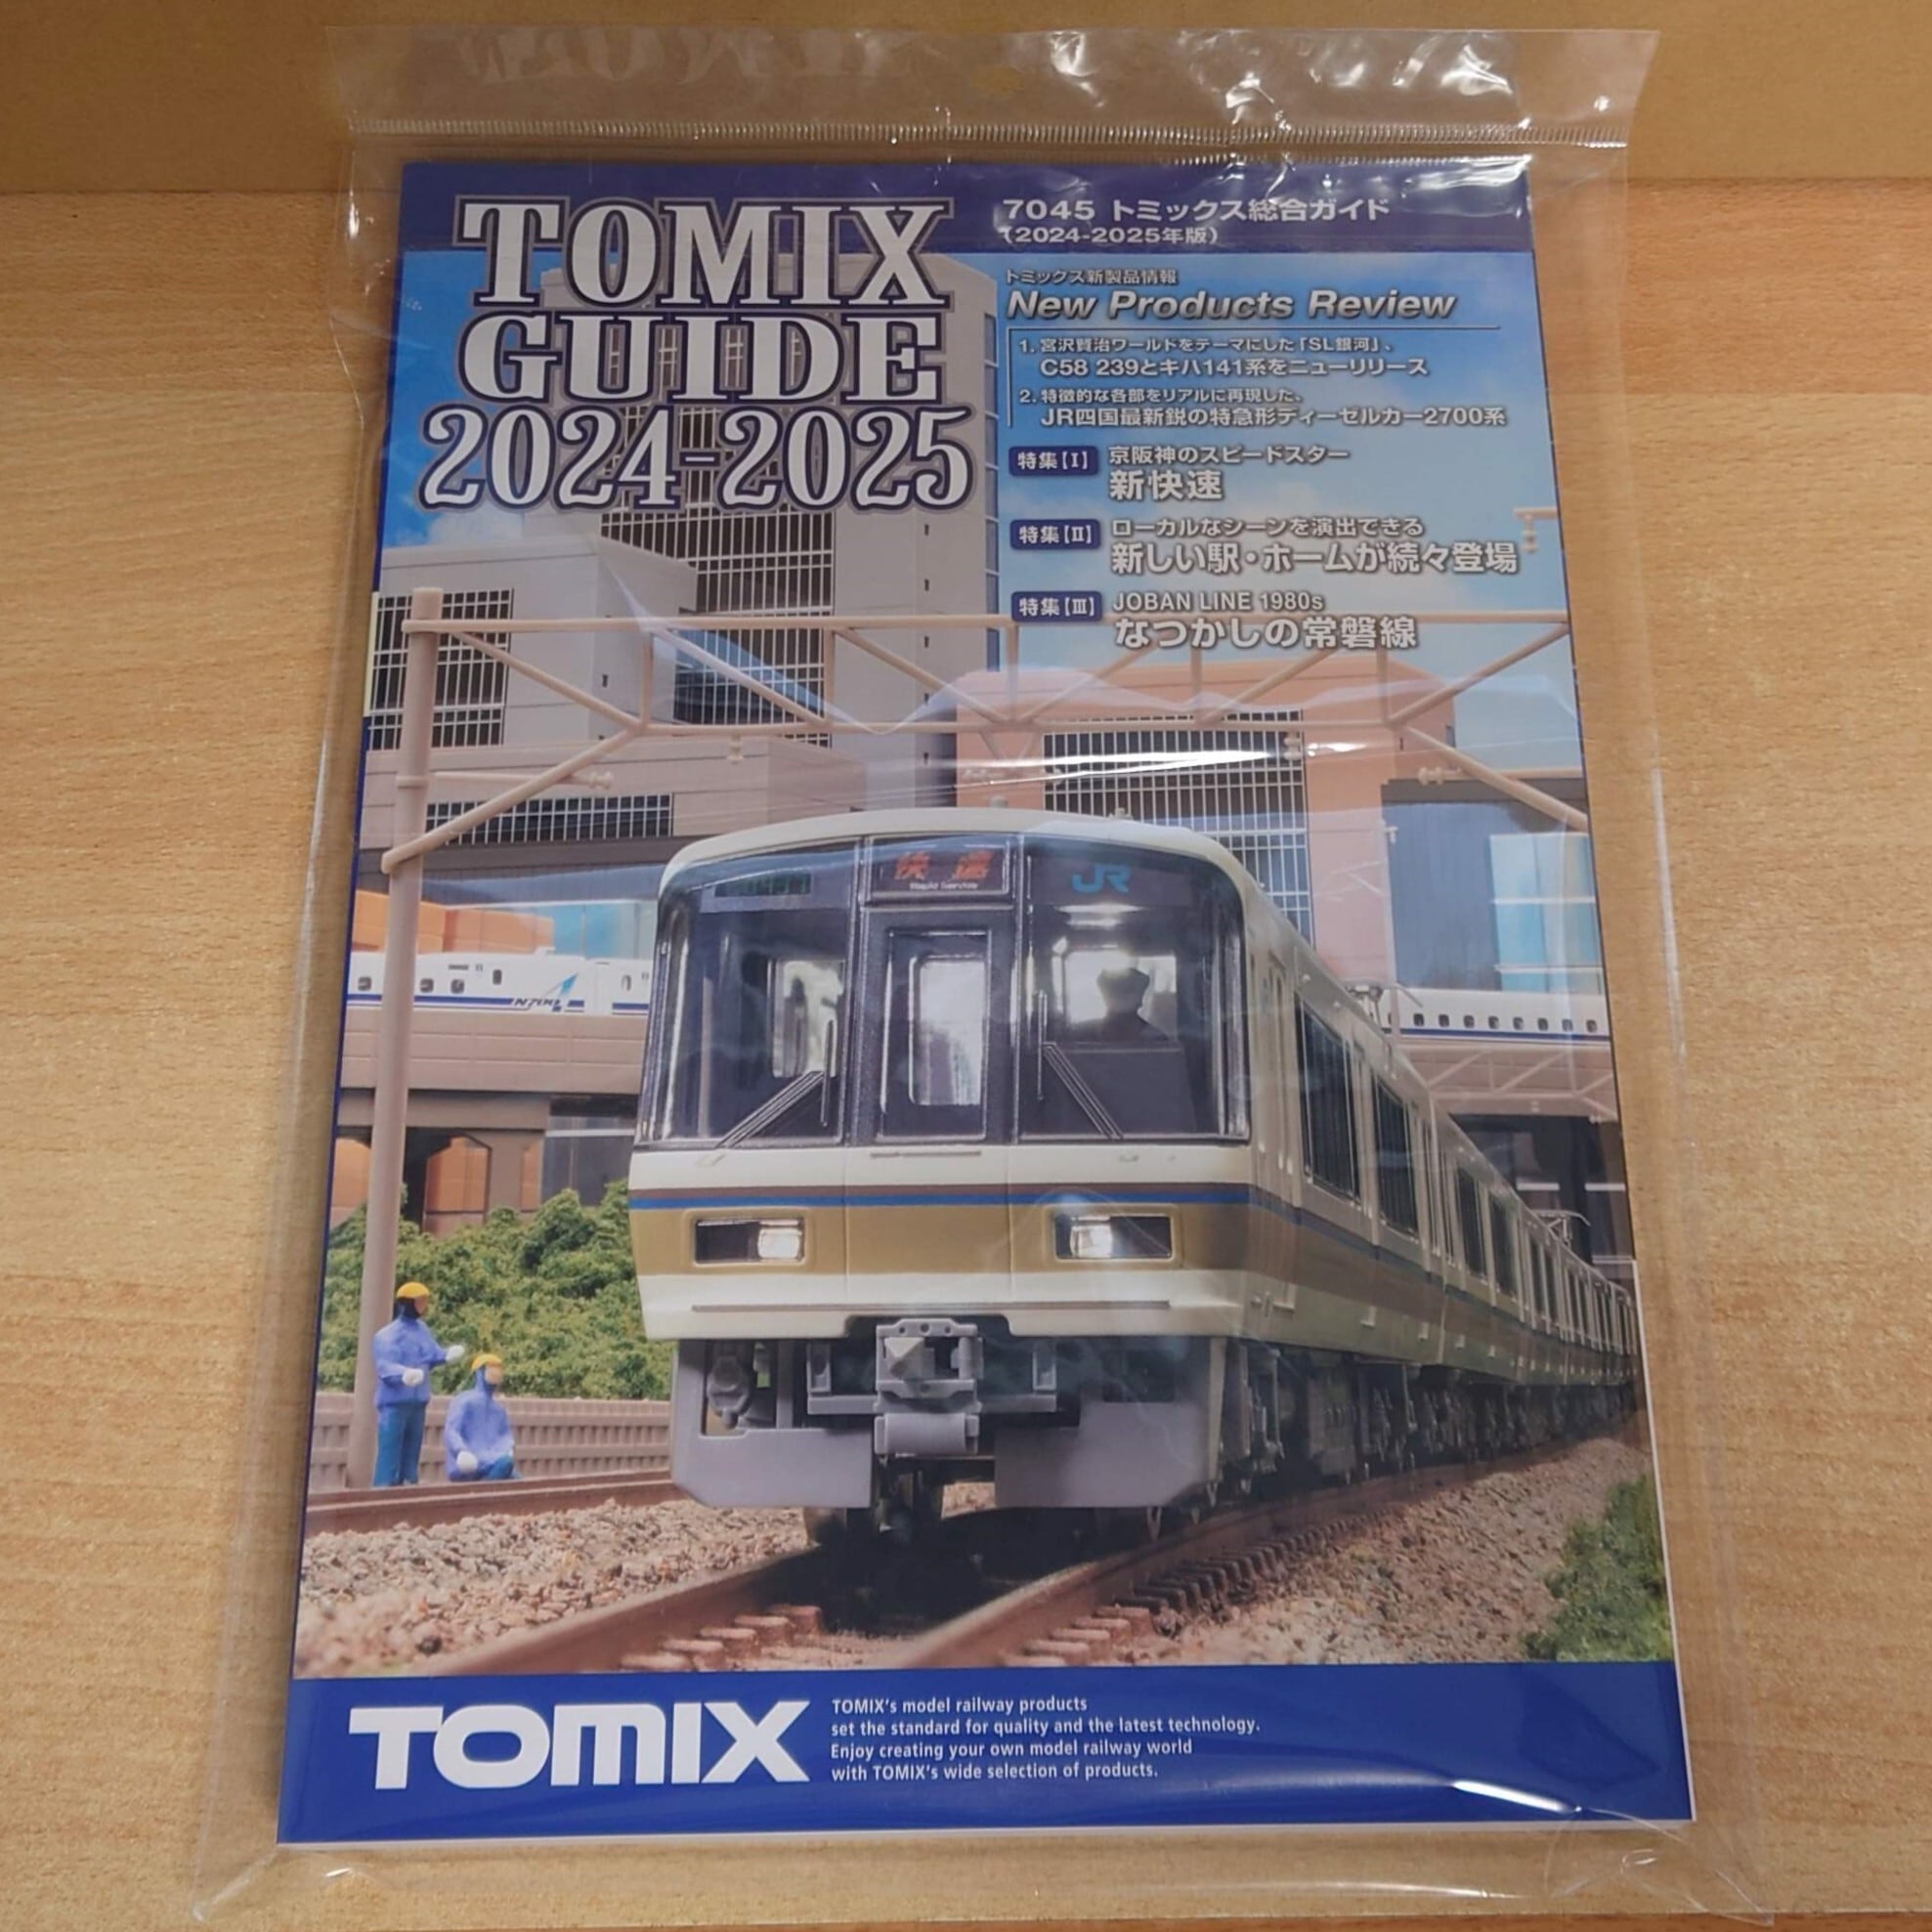 TOMIX
GUIDE
2024-2025
7045 トミックス総合ガイド
(2024-2025年版)
トミックス新製品情報
New Products Review
1. 宮沢賢治ワールドをテーマにした「SL銀河」、
C58 239とキハ141系をニューリリース
2. 特徴的な各部をリアルに再現した、
JR四国最新鋭の特急形ディーゼルカー2700系
特集【I】 京阪神のスピードスター
新快速
特集【II】 ローカルなシーンを演出できる
新しい駅・ホームが続々登場
特集【III】 JOBAN LINE 1980s
なつかしの常磐線
快速
Rapid Service
JR
N700
TOMIX
TOMIX's model railway products
set the standard for quality and the latest technology.
Enjoy creating your own model railway world
with TOMIX's wide selection of products.